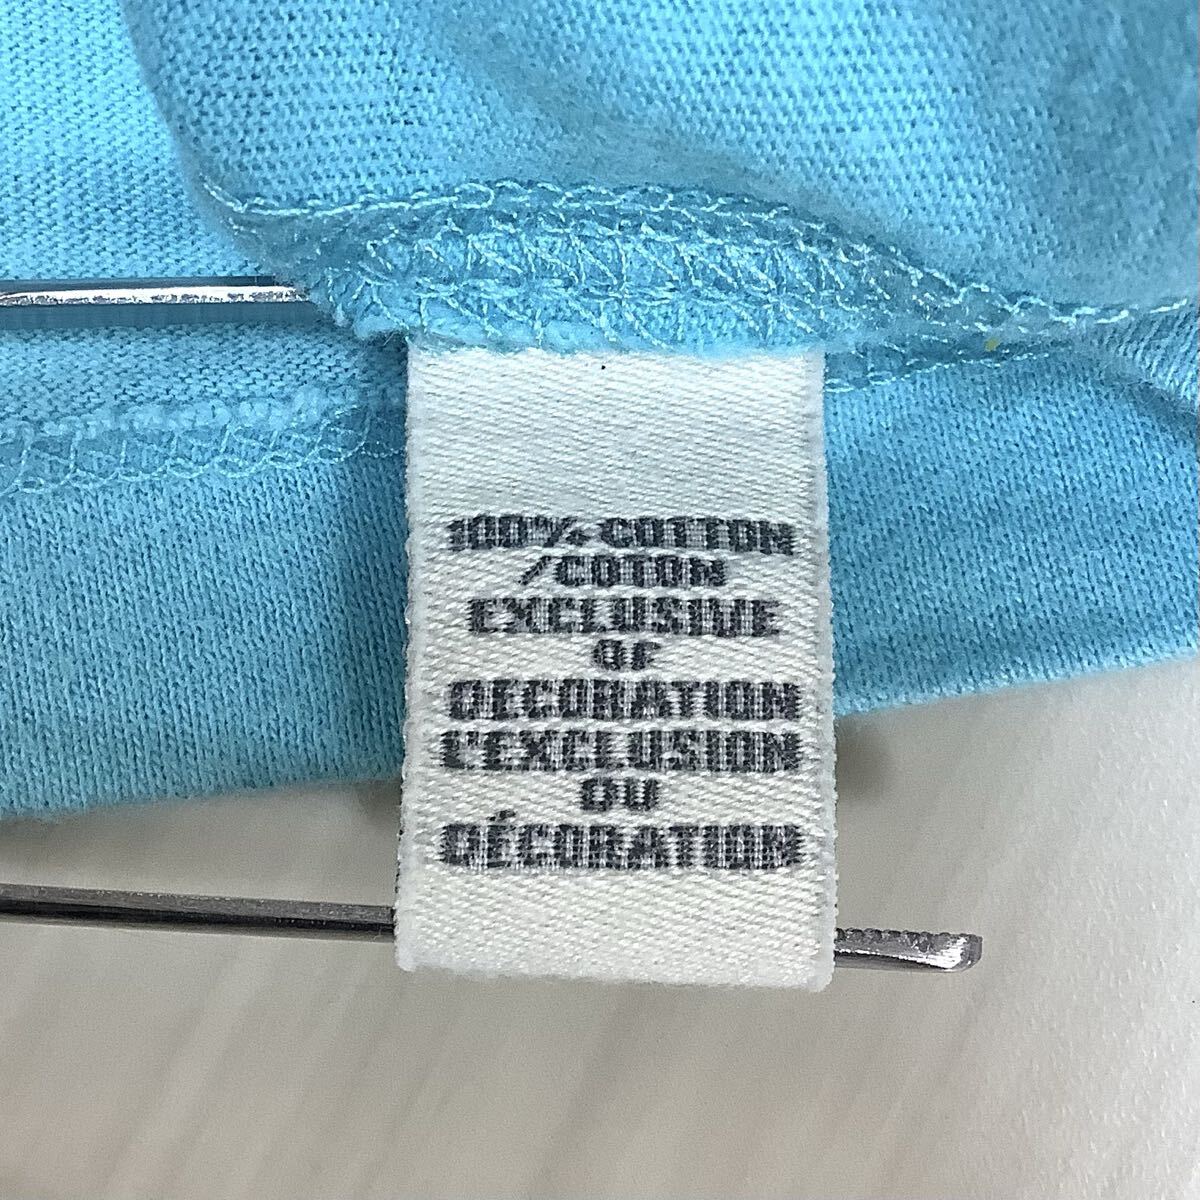 100% COTTON
/COTON
EXCLUSIVE
OF
DECORATION
L'EXCLUSION
DU
DÉCORATION